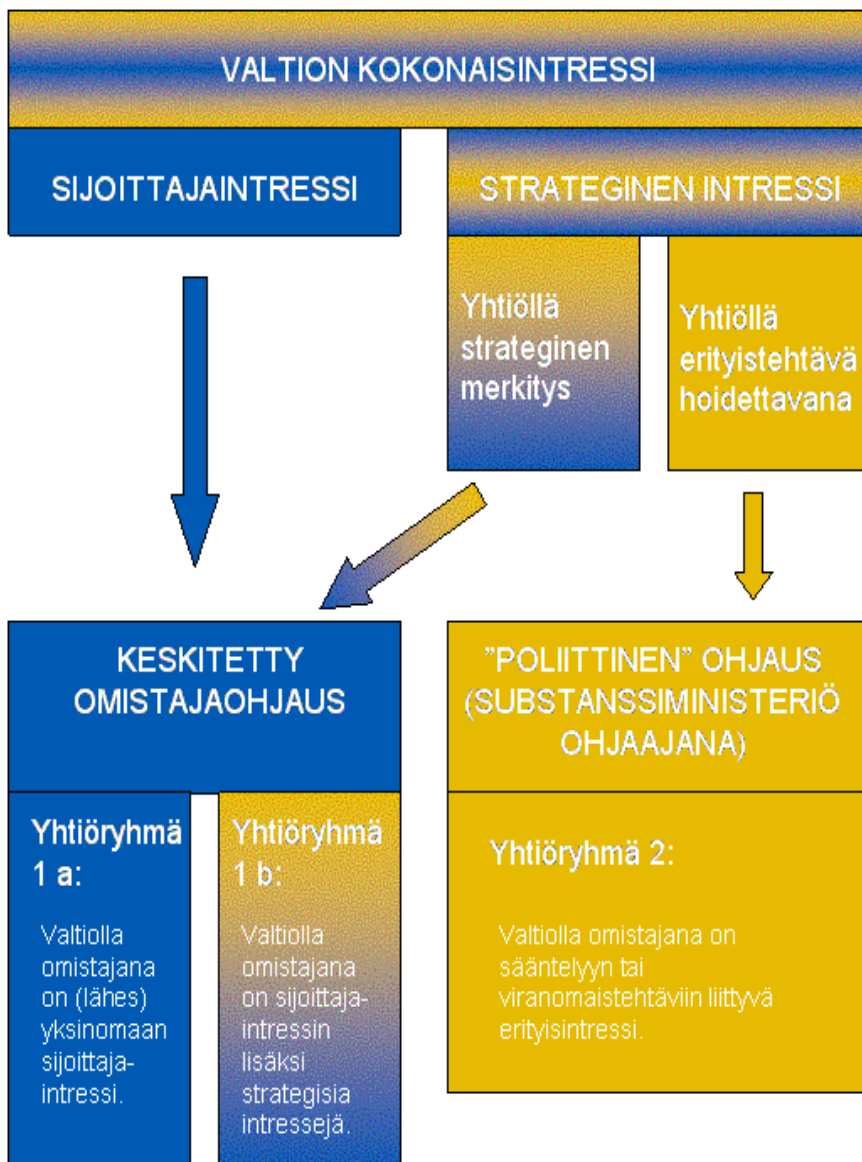 VALTION KOKONAISINTRESSI
SIJOITTAJAINTRESSI
STRATEGINEN INTRESSI
Yhtiöllä
strateginen
merkitys
Yhtiöllä
erityistehtävä
hoidettavana
KESKITETTY
OMISTAJAOHJAUS
"POLIITTINEN" OHJAUS
(SUBSTANSSIMINISTERIÖ
OHJAAJANA)
Yhtiöryhmä
1 a:
Valtiolla
omistajana
on (lähes)
yksinomaan
sijoittaja-
intressi.
Yhtiöryhmä
1 b:
Valtiolla
omistajana
on sijoittaja-
intressin
lisäksi
strategisia
intressejä.
Yhtiöryhmä 2:
Valtiolla omistajana on
sääntelyyn tai
viranomaistehtäviin liittyvä
erityisintressi.